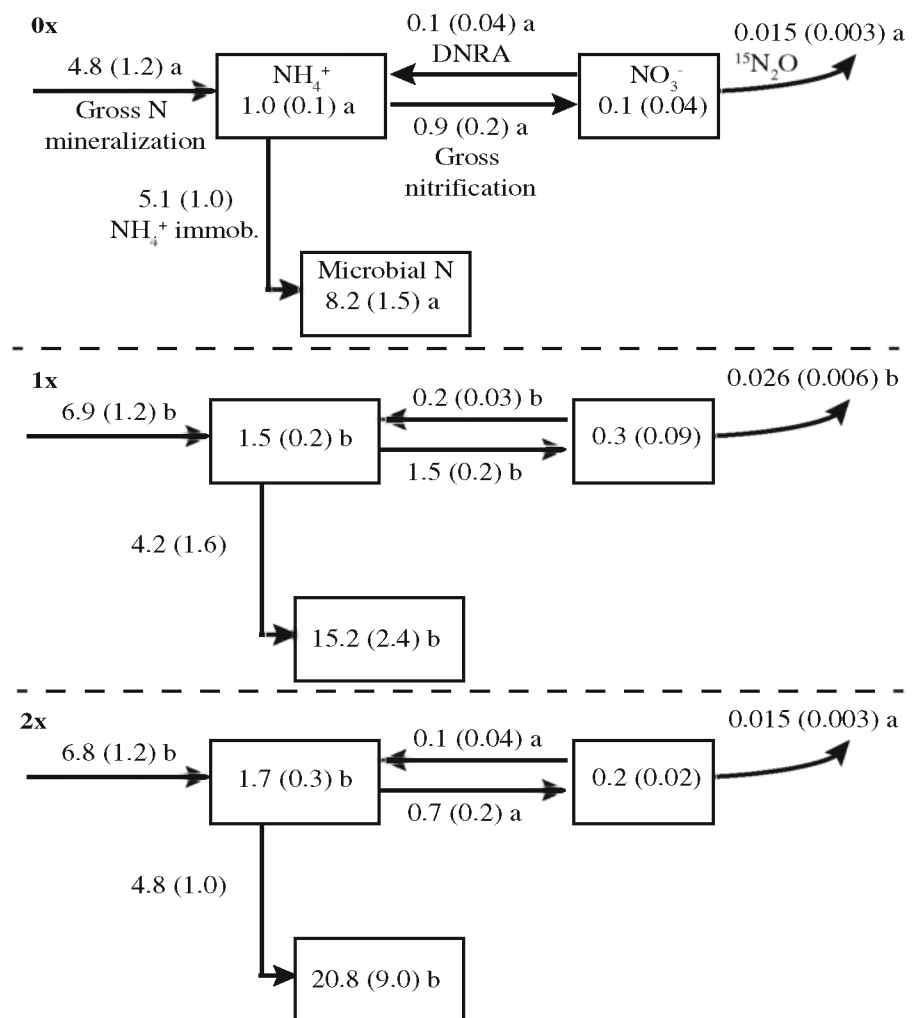 0x
0.1 (0.04) a
0.015 (0.003) a
4.8 (1.2) a
DNRA
¹⁵N₂O
NH₄⁺
1.0 (0.1) a
NO₃⁻
0.1 (0.04)
Gross N
mineralization
0.9 (0.2) a
Gross
nitrification
5.1 (1.0)
NH₄⁺ immob.
Microbial N
8.2 (1.5) a
1x
0.026 (0.006) b
6.9 (1.2) b
0.2 (0.03) b
1.5 (0.2) b
0.3 (0.09)
1.5 (0.2) b
4.2 (1.6)
15.2 (2.4) b
2x
0.015 (0.003) a
6.8 (1.2) b
0.1 (0.04) a
1.7 (0.3) b
0.2 (0.02)
0.7 (0.2) a
4.8 (1.0)
20.8 (9.0) b